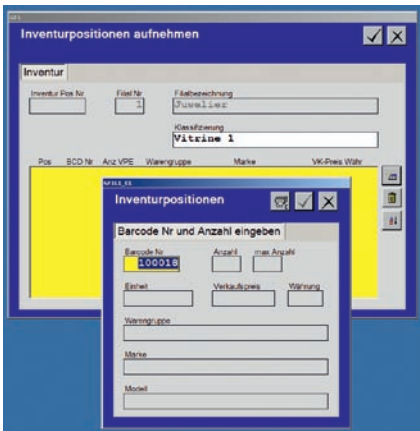 Inventurpositionen aufnehmen
Inventur
Inventur Pos Nr Filial Nr Filialbezeichnung
1 Juwelier
Klassifizierung
Vitrine 1
Pos BCD Nr Anz VPE Warengruppe Marke VK-Preis Währ
Inventurpositionen
Barcode Nr und Anzahl eingeben
Barcode Nr Anzahl max Anzahl
100018
Einheit Verkaufspreis Währung
Warengruppe
Marke
Modell